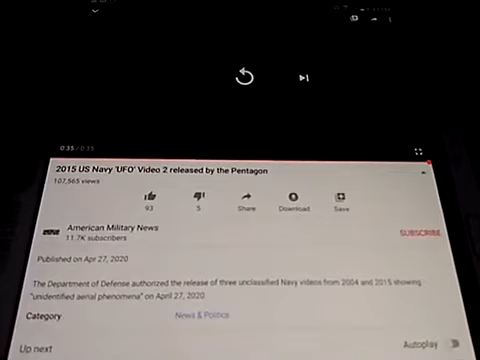 0:35 / 0:35
2015 US Navy 'UFO' Video 2 released by the Pentagon
107,565 views
93
5
Share
Download
Save
American Military News
11.7K subscribers
SUBSCRIBE
Published on Apr 27, 2020
The Department of Defense authorized the release of three unclassified Navy videos from 2004 and 2015 showing
"unidentified aerial phenomena" on April 27, 2020.
Category
News & Politics
Up next
Autoplay